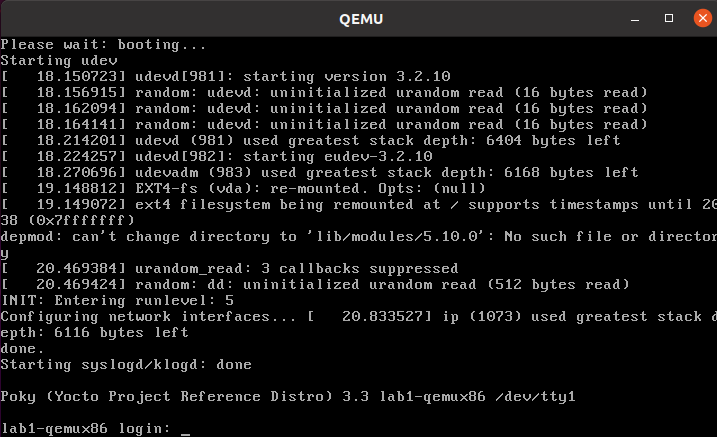 QEMU
Please wait: booting...
Starting udev
[   18.150723] udevd[981]: starting version 3.2.10
[   18.156915] random: udevd: uninitialized urandom read (16 bytes read)
[   18.162094] random: udevd: uninitialized urandom read (16 bytes read)
[   18.164141] random: udevd: uninitialized urandom read (16 bytes read)
[   18.214201] udevd (981) used greatest stack depth: 6404 bytes left
[   18.224257] udevd[982]: starting eudev-3.2.10
[   18.270696] udevadm (983) used greatest stack depth: 6168 bytes left
[   19.148812] EXT4-fs (vda): re-mounted. Opts: (null)
[   19.149072] ext4 filesystem being remounted at / supports timestamps until 20
38 (0x7fffffff)
depmod: can't change directory to 'lib/modules/5.10.0': No such file or director
y
[   20.469384] urandom_read: 3 callbacks suppressed
[   20.469424] random: dd: uninitialized urandom read (512 bytes read)
INIT: Entering runlevel: 5
Configuring network interfaces... [   20.833527] ip (1073) used greatest stack d
epth: 6116 bytes left
done.
Starting syslogd/klogd: done
Poky (Yocto Project Reference Distro) 3.3 lab1-qemux86 /dev/tty1
lab1-qemux86 login: _